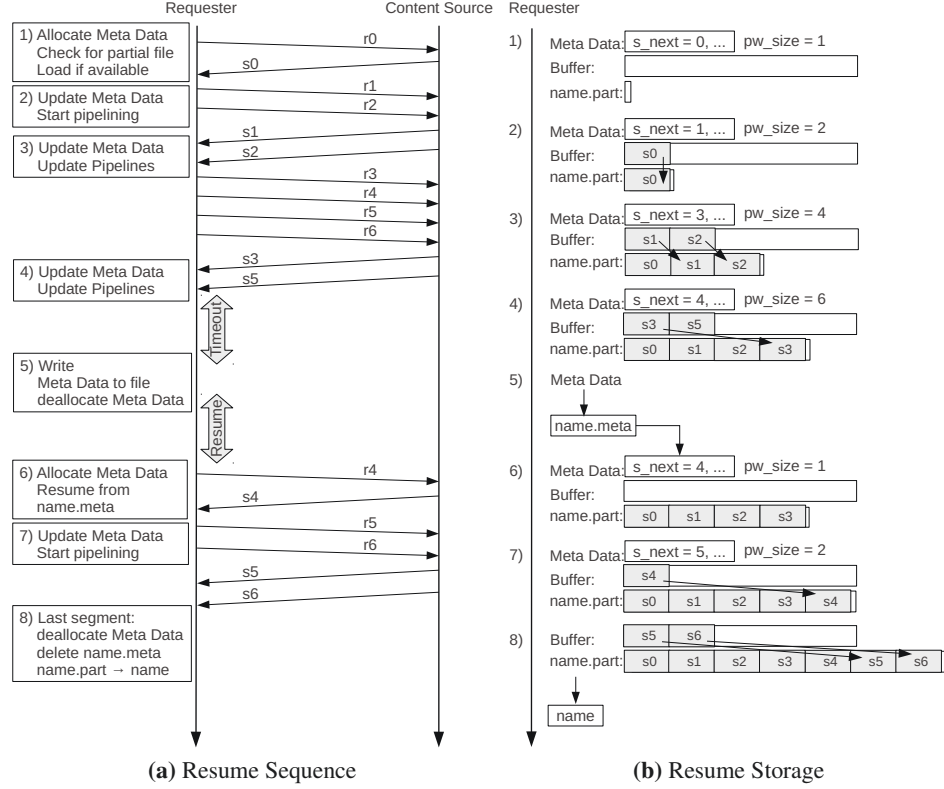 Requester
Content Source
1) Allocate Meta Data
Check for partial file
Load if available
r0
s0
2) Update Meta Data
Start pipelining
r1
r2
s1
s2
3) Update Meta Data
Update Pipelines
r3
r4
r5
r6
s3
s5
4) Update Meta Data
Update Pipelines
Timeout
5) Write
Meta Data to file
deallocate Meta Data
Resume
6) Allocate Meta Data
Resume from
name.meta
r4
s4
7) Update Meta Data
Start pipelining
r5
r6
s5
s6
8) Last segment:
deallocate Meta Data
delete name.meta
name.part → name
(a) Resume Sequence
Requester
1) Meta Data: s_next = 0, ... pw_size = 1
Buffer:
name.part:
2) Meta Data: s_next = 1, ... pw_size = 2
Buffer: s0
name.part: s0
3) Meta Data: s_next = 3, ... pw_size = 4
Buffer: s1 s2
name.part: s0 s1 s2
4) Meta Data: s_next = 4, ... pw_size = 6
Buffer: s3 s5
name.part: s0 s1 s2 s3
5) Meta Data
name.meta
6) Meta Data: s_next = 4, ... pw_size = 1
Buffer:
name.part: s0 s1 s2 s3
7) Meta Data: s_next = 5, ... pw_size = 2
Buffer: s4
name.part: s0 s1 s2 s3 s4
8) Buffer: s5 s6
name.part: s0 s1 s2 s3 s4 s5 s6
name
(b) Resume Storage